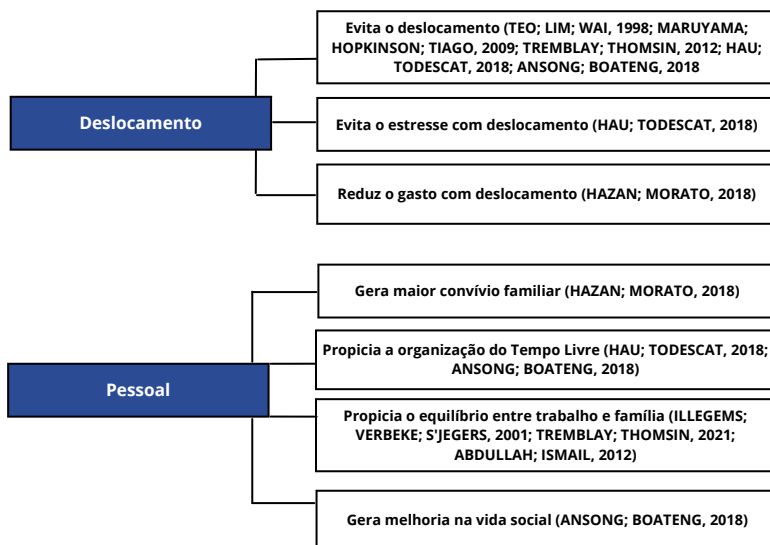 Evita o deslocamento (TEO; LIM; WAI, 1998; MARUYAMA;
HOPKINSON; TIAGO, 2009; TREMBLAY; THOMSIN, 2012; HAU;
TODESCAT, 2018; ANSONG; BOATENG, 2018
Deslocamento
Evita o estresse com deslocamento (HAU; TODESCAT, 2018)
Reduz o gasto com deslocamento (HAZAN; MORATO, 2018)
Gera maior convívio familiar (HAZAN; MORATO, 2018)
Propicia a organização do Tempo Livre (HAU; TODESCAT, 2018;
ANSONG; BOATENG, 2018)
Pessoal
Propicia o equilíbrio entre trabalho e família (ILLEGEMS;
VERBEKE; S'JEGERS, 2001; TREMBLAY; THOMSIN, 2021;
ABDULLAH; ISMAIL, 2012)
Gera melhoria na vida social (ANSONG; BOATENG, 2018)